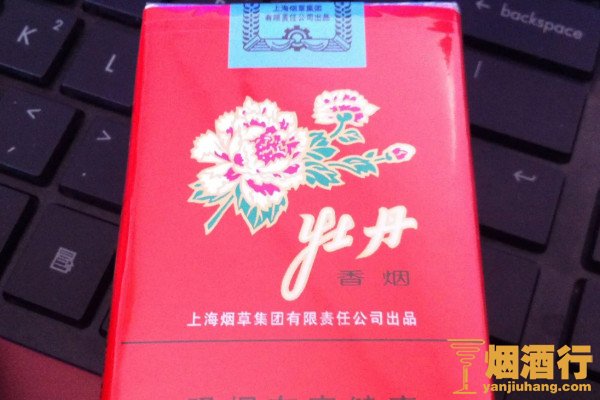 上海烟草集团
有限责任公司出品
牡丹
香烟
上海烟草集团有限责任公司出品
backspace
K
2
L
烟酒行
yanjiuhang.com